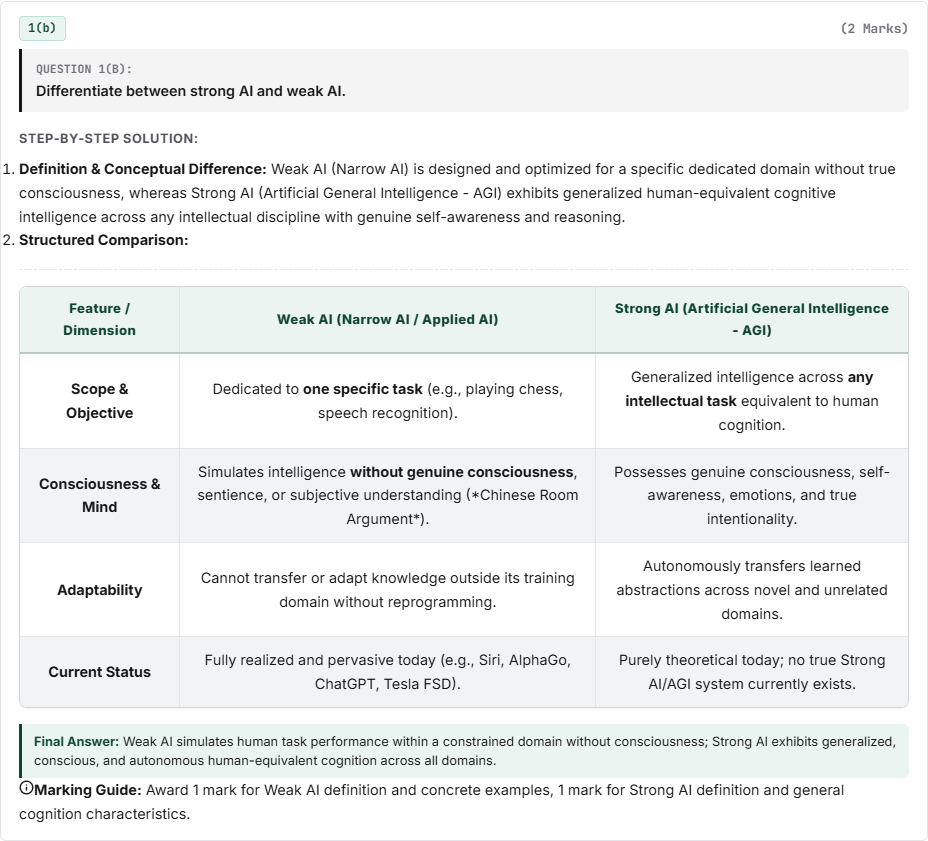 1(b)
(2 Marks)
QUESTION 1(B):
Differentiate between strong AI and weak AI.
STEP-BY-STEP SOLUTION:
1. Definition & Conceptual Difference: Weak AI (Narrow AI) is designed and optimized for a specific dedicated domain without true
consciousness, whereas Strong AI (Artificial General Intelligence - AGI) exhibits generalized human-equivalent cognitive
intelligence across any intellectual discipline with genuine self-awareness and reasoning.
2. Structured Comparison:
Feature /
Dimension
Weak AI (Narrow AI / Applied AI)
Strong AI (Artificial General Intelligence
- AGI)
Scope &
Objective
Dedicated to one specific task (e.g., playing chess,
speech recognition).
Generalized intelligence across any
intellectual task equivalent to human
cognition.
Consciousness &
Mind
Simulates intelligence without genuine consciousness,
sentience, or subjective understanding (*Chinese Room
Argument*).
Possesses genuine consciousness, self-
awareness, emotions, and true
intentionality.
Adaptability
Cannot transfer or adapt knowledge outside its training
domain without reprogramming.
Autonomously transfers learned
abstractions across novel and unrelated
domains.
Current Status
Fully realized and pervasive today (e.g., Siri, AlphaGo,
ChatGPT, Tesla FSD).
Purely theoretical today; no true Strong
AI/AGI system currently exists.
Final Answer: Weak AI simulates human task performance within a constrained domain without consciousness; Strong AI exhibits generalized,
conscious, and autonomous human-equivalent cognition across all domains.
Marking Guide: Award 1 mark for Weak AI definition and concrete examples, 1 mark for Strong AI definition and general
cognition characteristics.